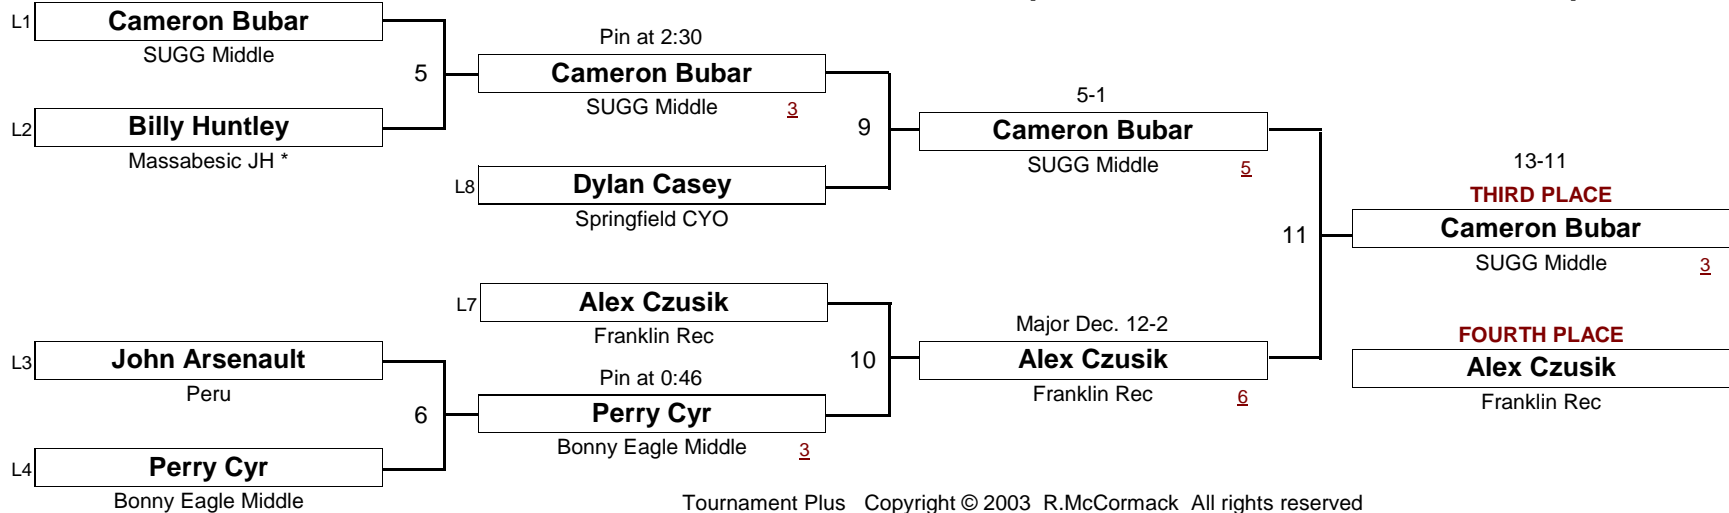 L1 Cameron Bubar
SUGG Middle
5
L2 Billy Huntley
Massabesic JH *
Pin at 2:30
Cameron Bubar
SUGG Middle 3
9
L8 Dylan Casey
Springfield CYO
5-1
Cameron Bubar
SUGG Middle 5
11
13-11
THIRD PLACE
Cameron Bubar
SUGG Middle 3
L7 Alex Czusik
Franklin Rec
10
L3 John Arsenault
Peru
6
L4 Perry Cyr
Bonny Eagle Middle
Pin at 0:46
Perry Cyr
Bonny Eagle Middle 3
Major Dec. 12-2
Alex Czusik
Franklin Rec 6
FOURTH PLACE
Alex Czusik
Franklin Rec
Tournament Plus Copyright © 2003 R.McCormack All rights reserved